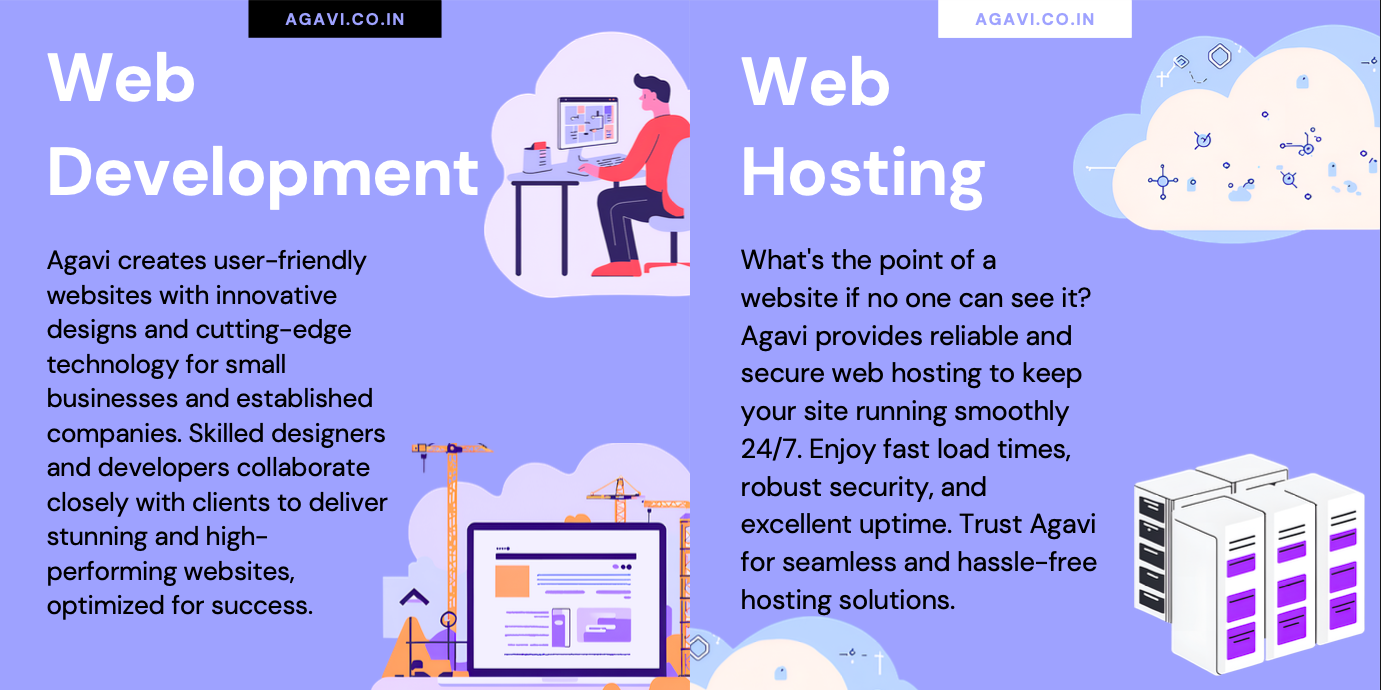 AGAVI.CO.IN
Web
Development
Agavi creates user-friendly
websites with innovative
designs and cutting-edge
technology for small
businesses and established
companies. Skilled designers
and developers collaborate
closely with clients to deliver
stunning and high-
performing websites,
optimized for success.
AGAVI.CO.IN
Web
Hosting
What's the point of a
website if no one can see it?
Agavi provides reliable and
secure web hosting to keep
your site running smoothly
24/7. Enjoy fast load times,
robust security, and
excellent uptime. Trust Agavi
for seamless and hassle-free
hosting solutions.